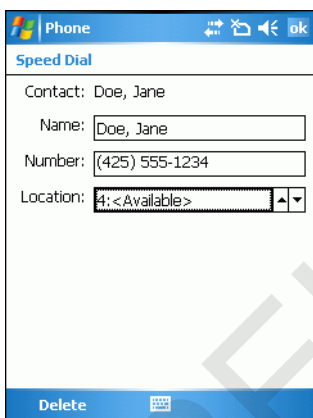 Phone ok
Speed Dial
Contact: Doe, Jane
Name: Doe, Jane
Number: (425) 555-1234
Location: 4:<Available>
Delete